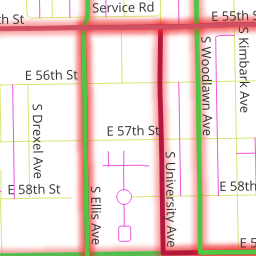 Service Rd
th St
E 55th St
E 56th St
S Kimbark Ave
S Woodlawn Ave
S Drexel Ave
E 57th St
S University Ave
E 58th St
E 58th
S Ellis Ave
E 5